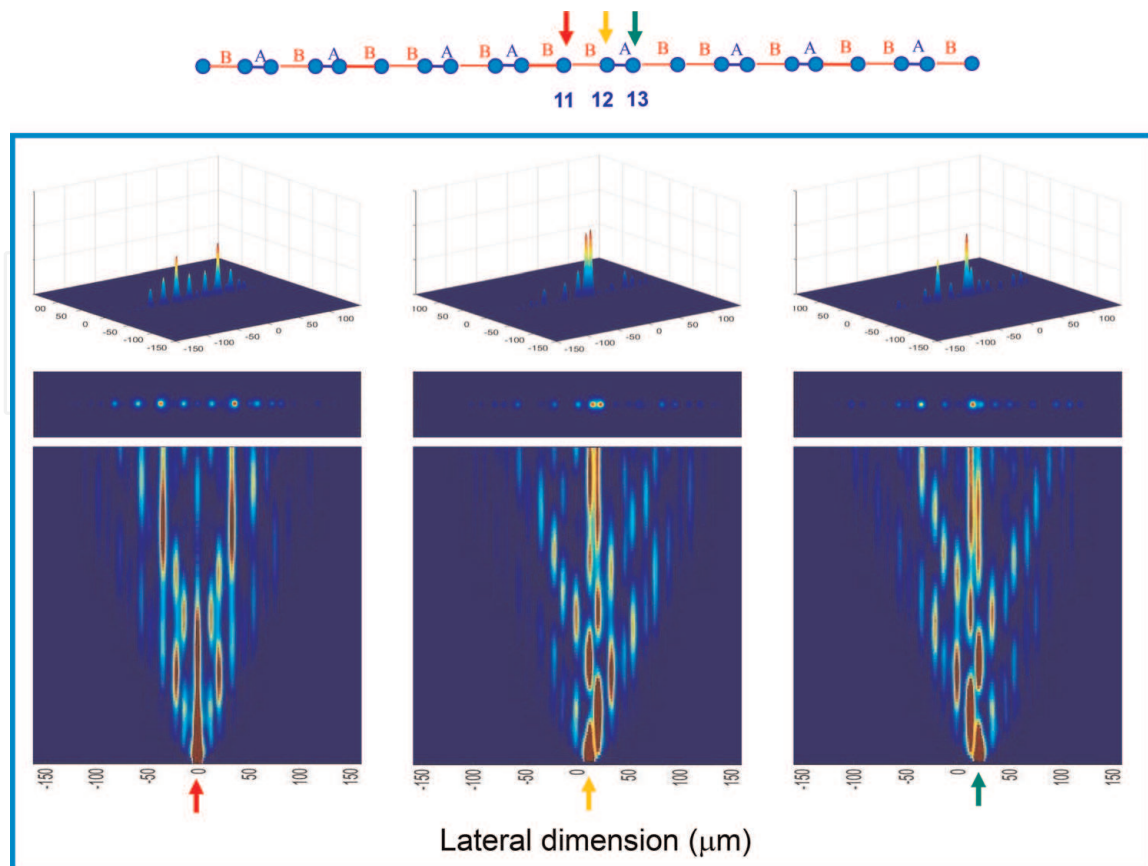 B A B A B B A B A B B A B B A B A B B A B
11 12 13
00 50 0 -50 -100 -150 -150 -100 -50 0 50 100
100 50 0 -50 -100 -150 -150 -100 -50 0 50 100
100 50 0 -50 -100 -150 -150 -100 -50 0 50 100
-150 -100 -50 0 50 100 150
-150 -100 -50 0 50 100 150
-150 -100 -50 0 50 100 150
Lateral dimension (μm)